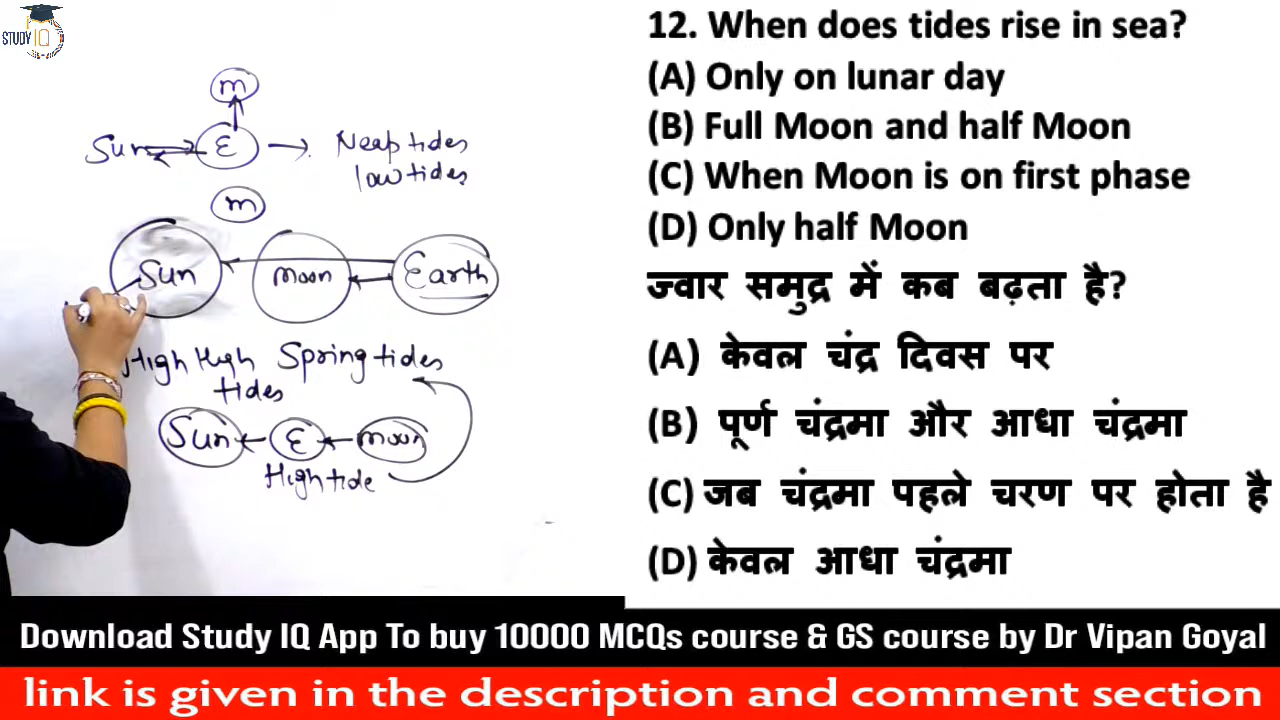 STUDY IQ
m
Sun E → Neap tides
low tides
m
Sun moon Earth
High High Spring tides
tides
Sun E moon
High tide
12. When does tides rise in sea?
(A) Only on lunar day
(B) Full Moon and half Moon
(C) When Moon is on first phase
(D) Only half Moon
ज्वार समुद्र में कब बढ़ता है?
(A) केवल चंद्र दिवस पर
(B) पूर्ण चंद्रमा और आधा चंद्रमा
(C) जब चंद्रमा पहले चरण पर होता है
(D) केवल आधा चंद्रमा
Download Study IQ App To buy 10000 MCQs course & GS course by Dr Vipan Goyal
link is given in the description and comment section